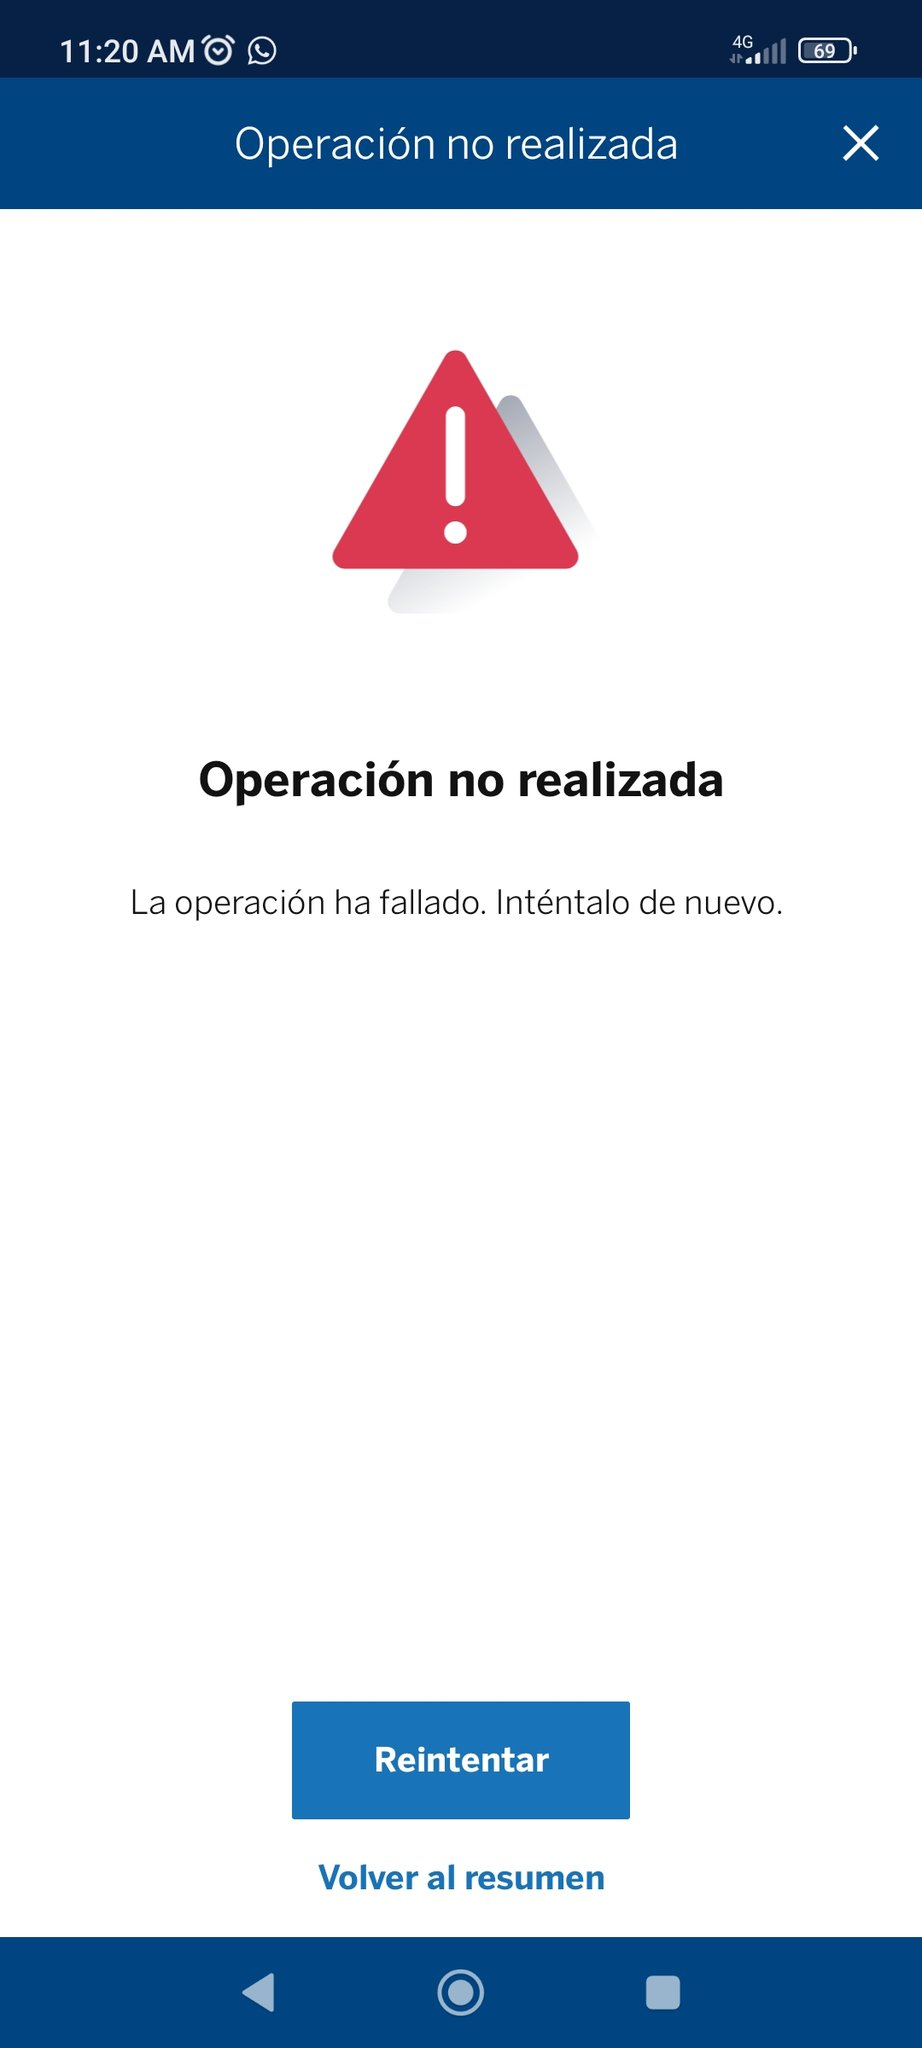 11:20 AM
4G
69
Operación no realizada
Operación no realizada
La operación ha fallado. Inténtalo de nuevo.
Reintentar
Volver al resumen